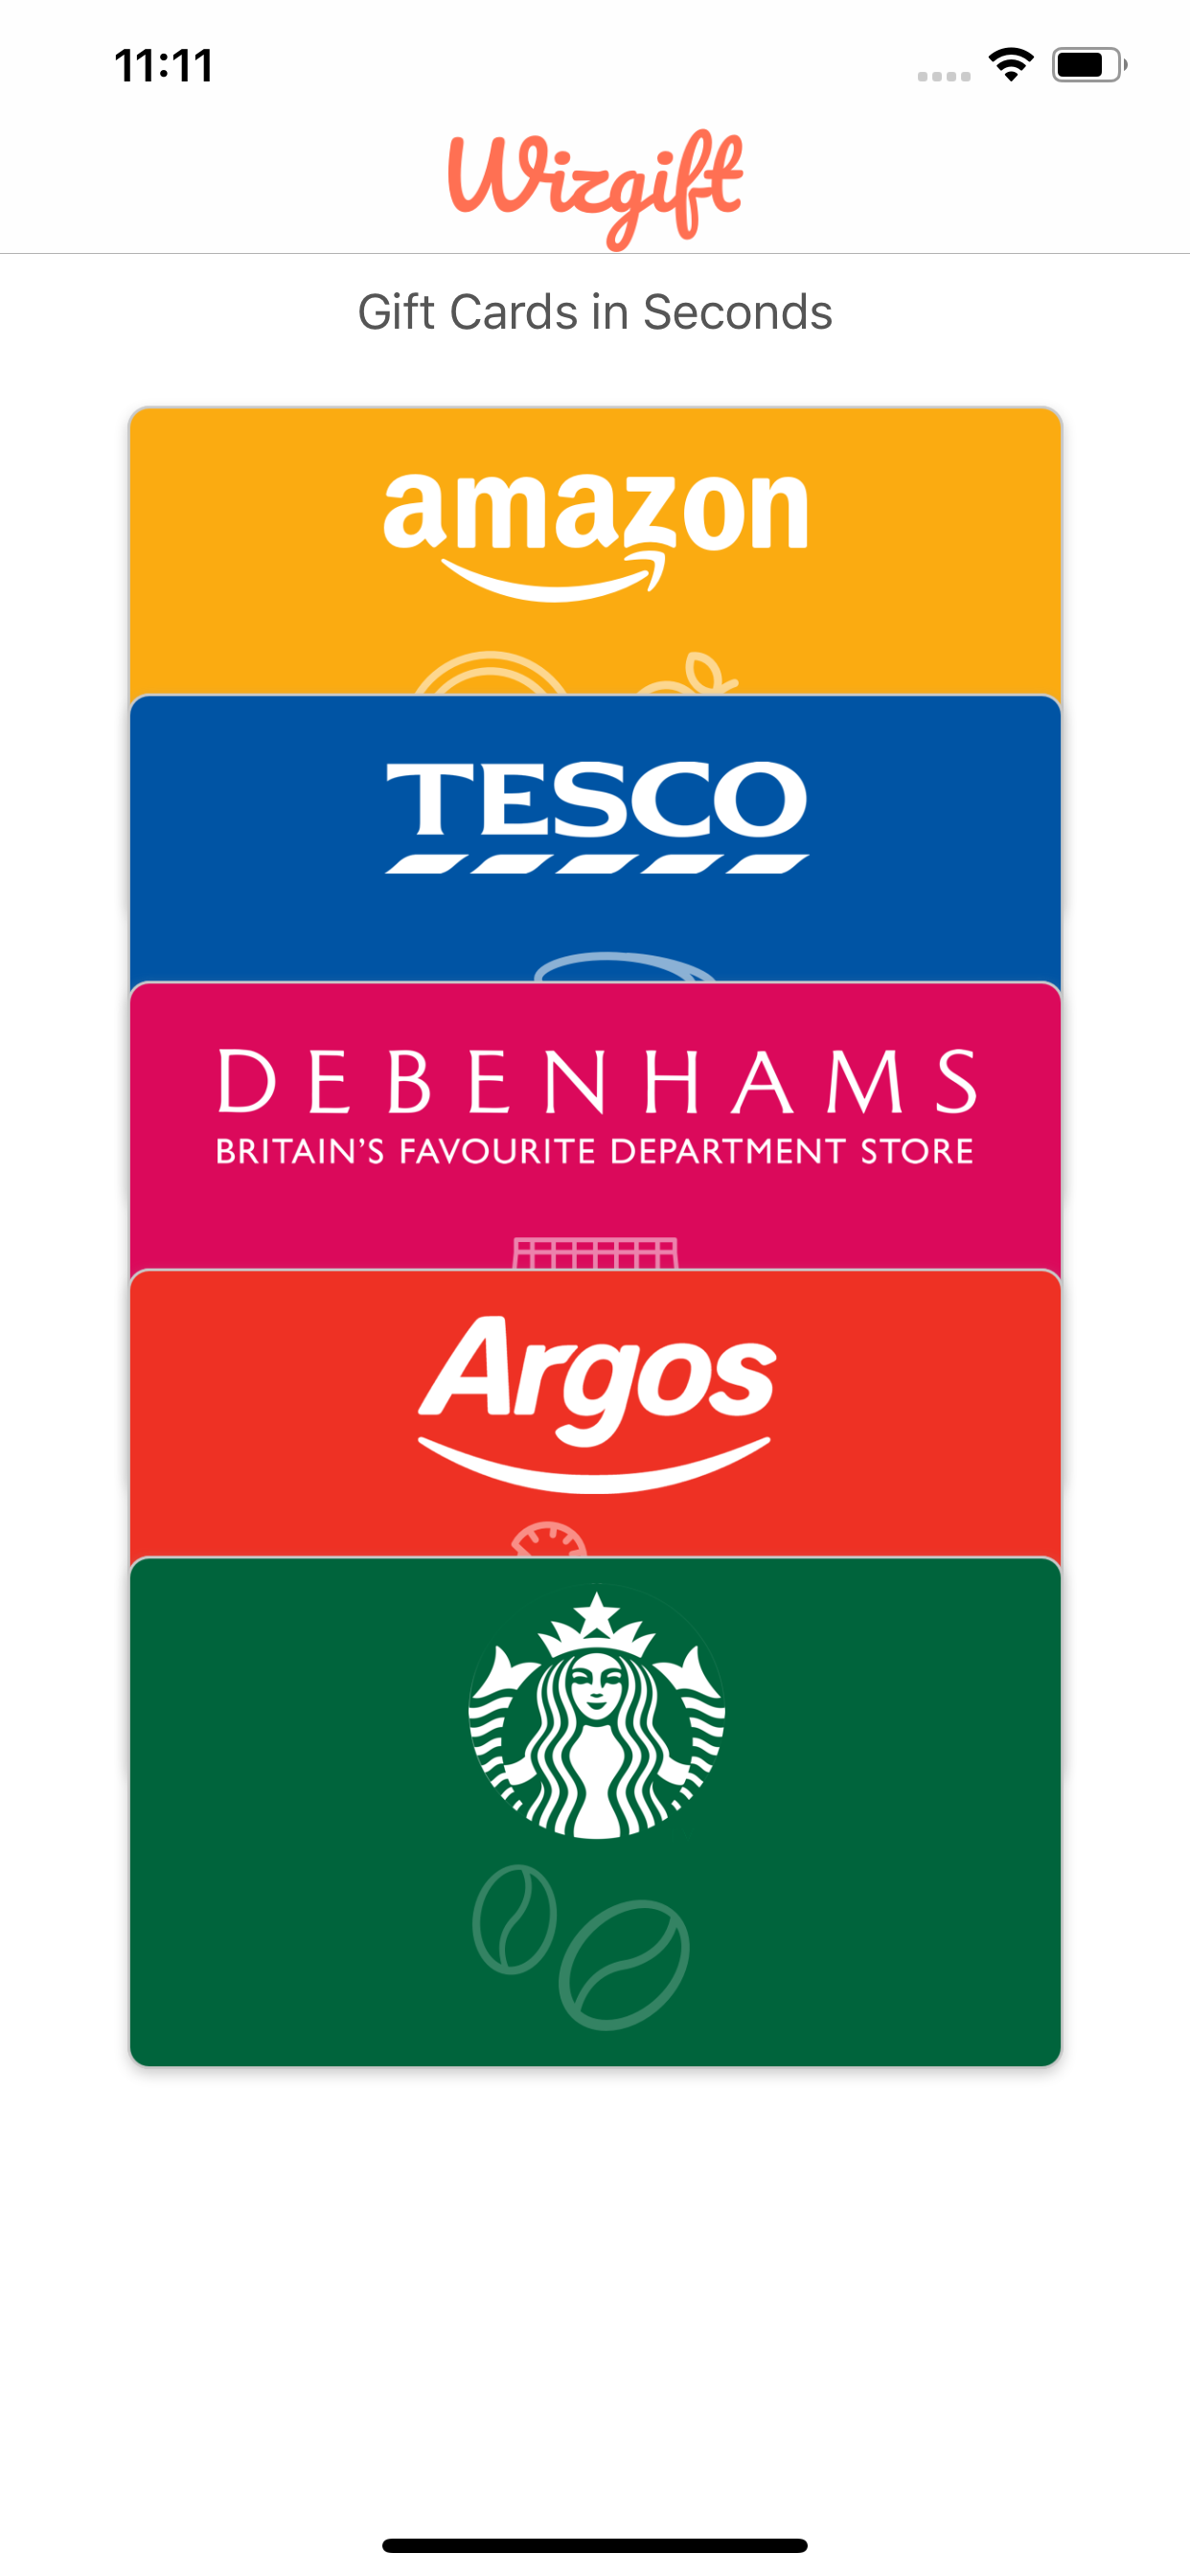 11:11
Wizgift
Gift Cards in Seconds
amazon
TESCO
DEBENHAMS
BRITAIN'S FAVOURITE DEPARTMENT STORE
Argos